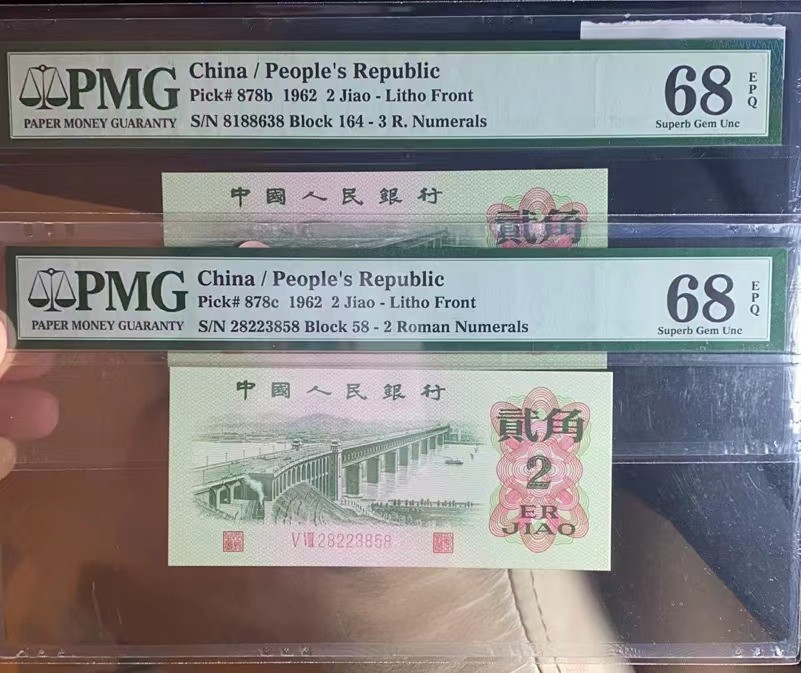 PMG
PAPER MONEY GUARANTY
China / People's Republic
Pick# 878b 1962 2 Jiao - Litho Front
S/N 8188638 Block 164 - 3 R. Numerals
68
EPQ
Superb Gem Unc
中國人民銀行
貳角
PMG
PAPER MONEY GUARANTY
China / People's Republic
Pick# 878c 1962 2 Jiao - Litho Front
S/N 28223858 Block 58 - 2 Roman Numerals
68
EPQ
Superb Gem Unc
中國人民銀行
貳角
2
ER
JIAO
V VIII 28223858